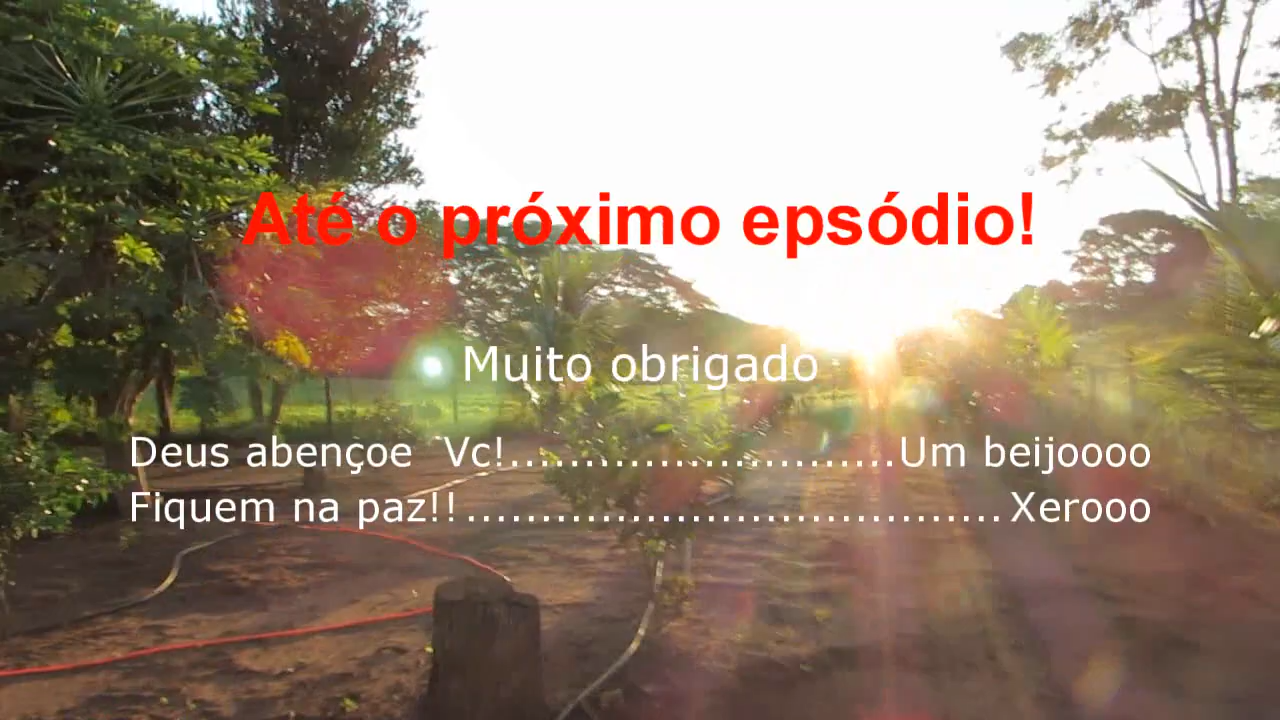 Até o próximo epsódio!
Muito obrigado
Deus abençoe Vc!..........................Um beijoooo
Fiquem na paz!!....................................Xerooo